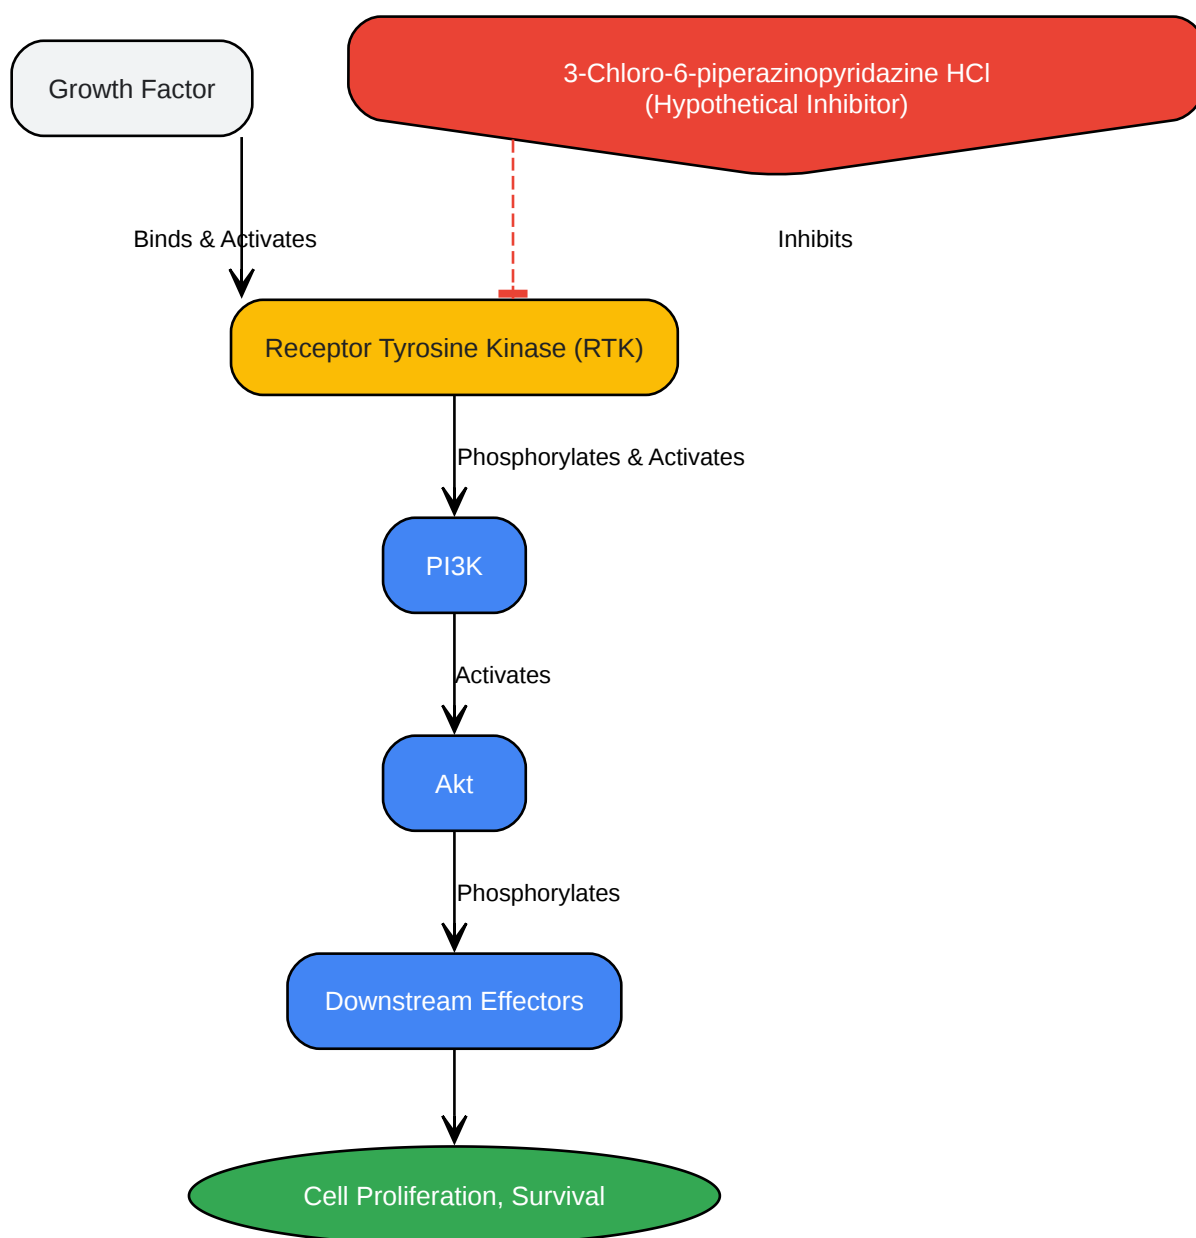 Growth Factor
3-Chloro-6-piperazinopyridazine HCl
(Hypothetical Inhibitor)
Binds & Activates
Inhibits
Receptor Tyrosine Kinase (RTK)
Phosphorylates & Activates
PI3K
Activates
Akt
Phosphorylates
Downstream Effectors
Cell Proliferation, Survival